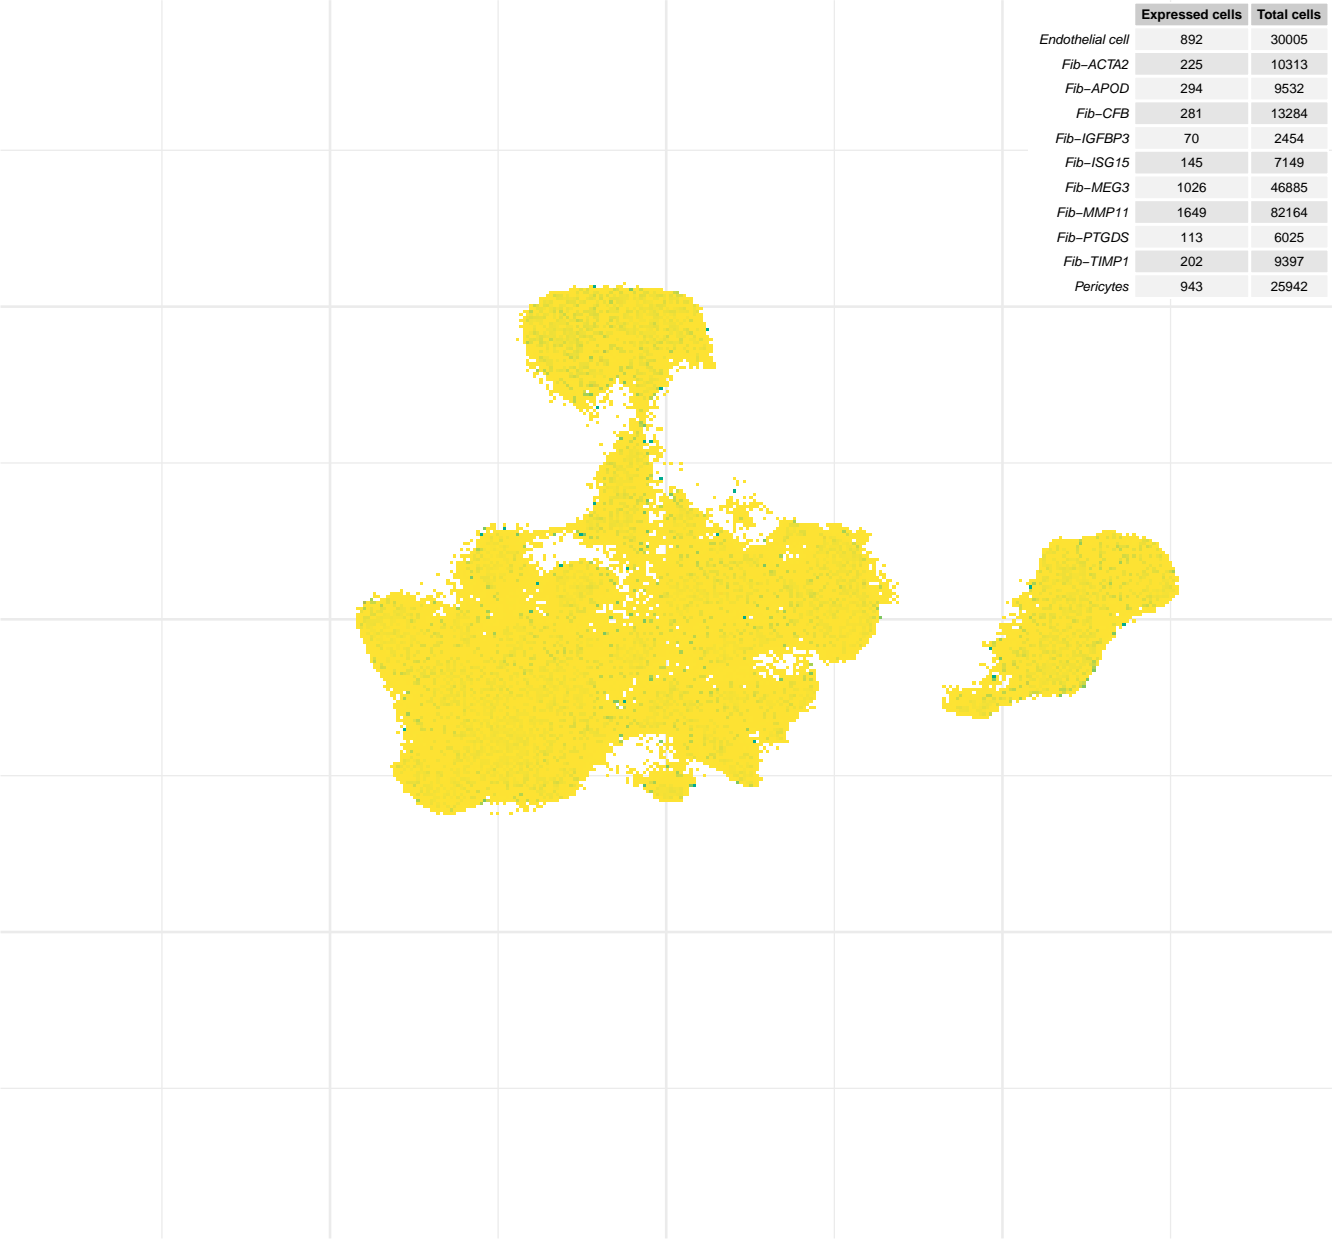 Expressed cells Total cells
Endothelial cell 892 30005
Fib−ACTA2 225 10313
Fib−APOD 294 9532
Fib−CFB 281 13284
Fib−IGFBP3 70 2454
Fib−ISG15 145 7149
Fib−MEG3 1026 46885
Fib−MMP11 1649 82164
Fib−PTGDS 113 6025
Fib−TIMP1 202 9397
Pericytes 943 25942